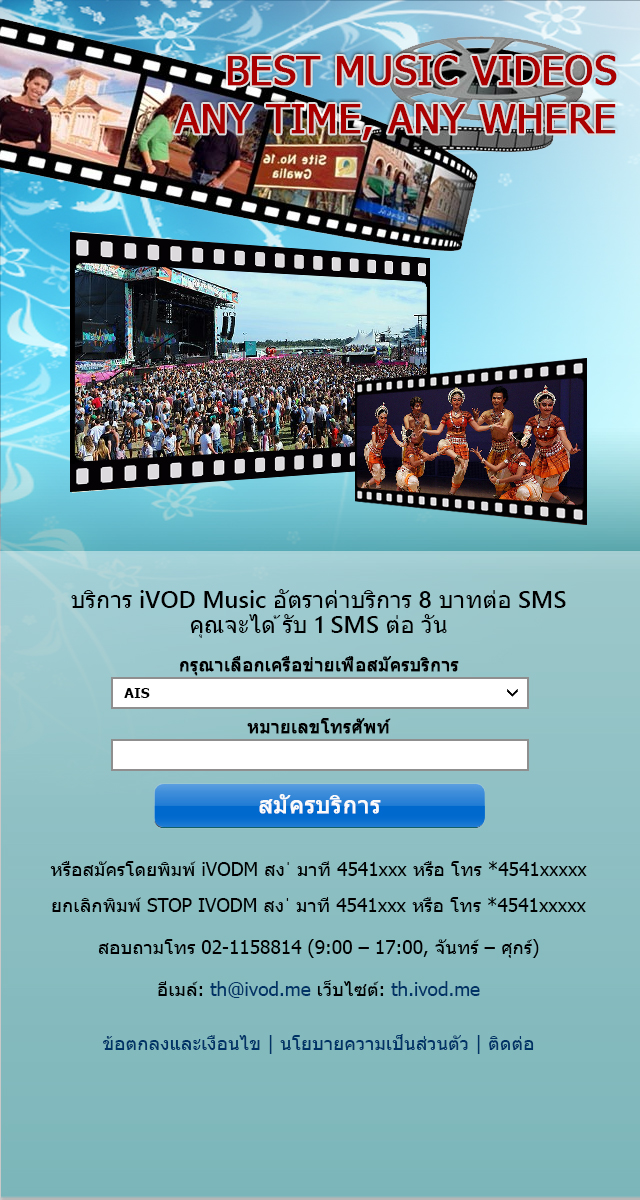 BEST MUSIC VIDEOS
ANY TIME, ANY WHERE
Site No.16
Gwalia
บริการ iVOD Music อัตราค่าบริการ 8 บาทต่อ SMS
คุณจะได้รับ 1 SMS ต่อ วัน
กรุณาเลือกเครือข่ายเพื่อสมัครบริการ
AIS
หมายเลขโทรศัพท์
สมัครบริการ
หรือสมัครโดยพิมพ์ iVODM ส่ง มาที่ 4541xxx หรือ โทร *4541xxxxx
ยกเลิกพิมพ์ STOP IVODM ส่ง มาที่ 4541xxx หรือ โทร *4541xxxxx
สอบถามโทร 02-1158814 (9:00 – 17:00, จันทร์ – ศุกร์)
อีเมล์: th@ivod.me เว็บไซต์: th.ivod.me
ข้อตกลงและเงื่อนไข | นโยบายความเป็นส่วนตัว | ติดต่อ